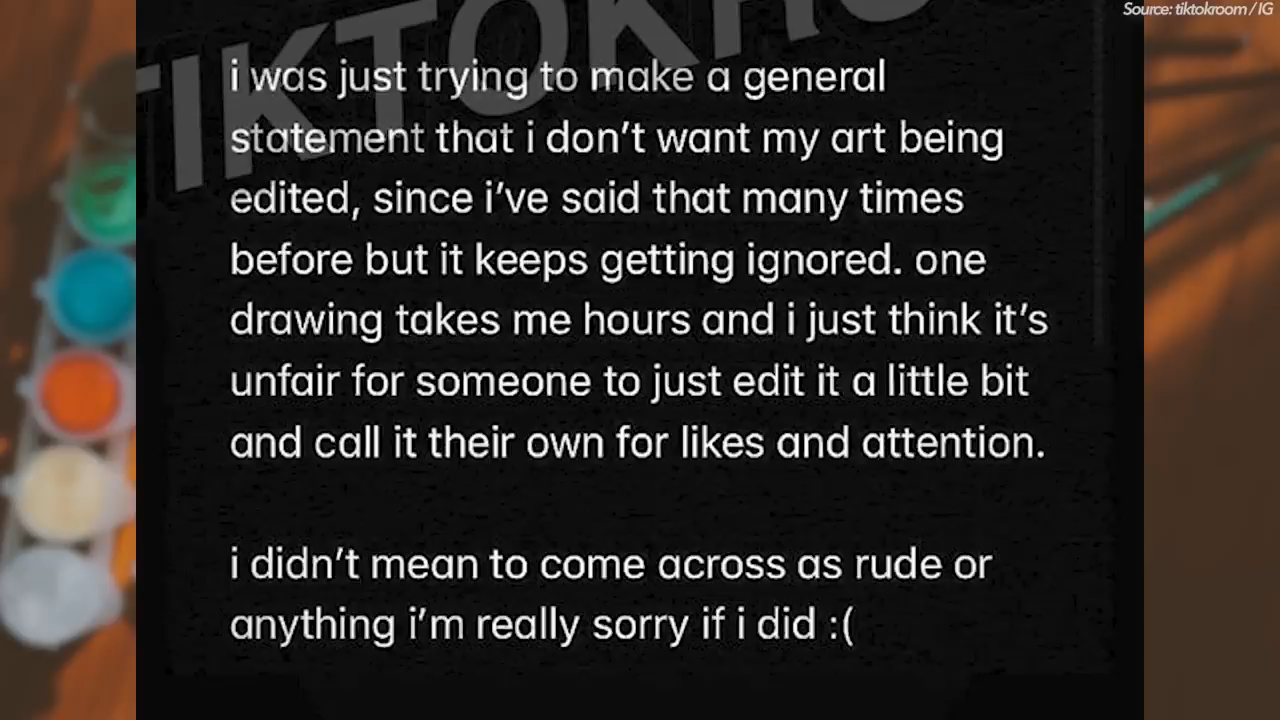 Source: tiktokroom / IG
i was just trying to make a general
statement that i don’t want my art being
edited, since i’ve said that many times
before but it keeps getting ignored. one
drawing takes me hours and i just think it’s
unfair for someone to just edit it a little bit
and call it their own for likes and attention.
i didn’t mean to come across as rude or
anything i’m really sorry if i did :(